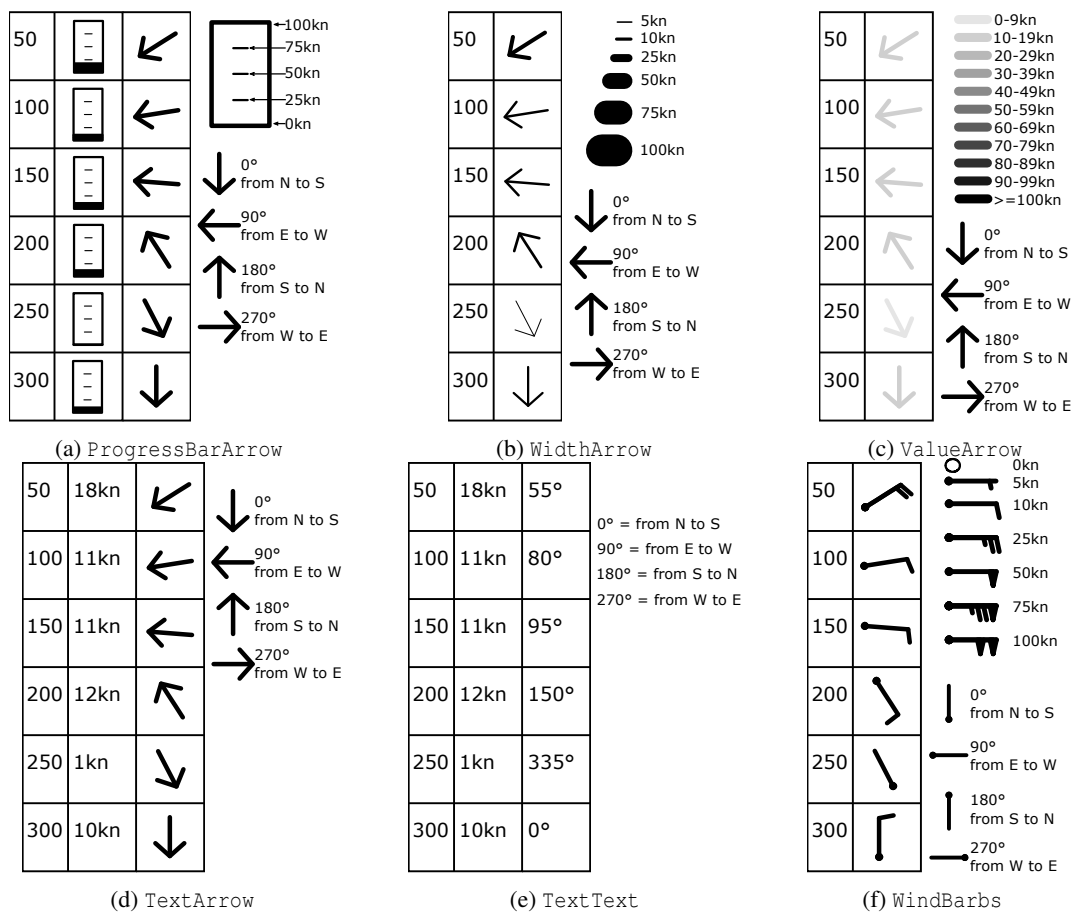 50
100
150
200
250
300
100kn
75kn
50kn
25kn
0kn
0°
from N to S
90°
from E to W
180°
from S to N
270°
from W to E
(a) ProgressBarArrow
50
100
150
200
250
300
5kn
10kn
25kn
50kn
75kn
100kn
0°
from N to S
90°
from E to W
180°
from S to N
270°
from W to E
(b) WidthArrow
50
100
150
200
250
300
0-9kn
10-19kn
20-29kn
30-39kn
40-49kn
50-59kn
60-69kn
70-79kn
80-89kn
90-99kn
>=100kn
0°
from N to S
90°
from E to W
180°
from S to N
270°
from W to E
(c) ValueArrow
50 18kn
100 11kn
150 11kn
200 12kn
250 1kn
300 10kn
0°
from N to S
90°
from E to W
180°
from S to N
270°
from W to E
(d) TextArrow
50 18kn 55°
100 11kn 80°
150 11kn 95°
200 12kn 150°
250 1kn 335°
300 10kn 0°
0° = from N to S
90° = from E to W
180° = from S to N
270° = from W to E
(e) TextText
50
100
150
200
250
300
0kn
5kn
10kn
25kn
50kn
75kn
100kn
0°
from N to S
90°
from E to W
180°
from S to N
270°
from W to E
(f) WindBarbs